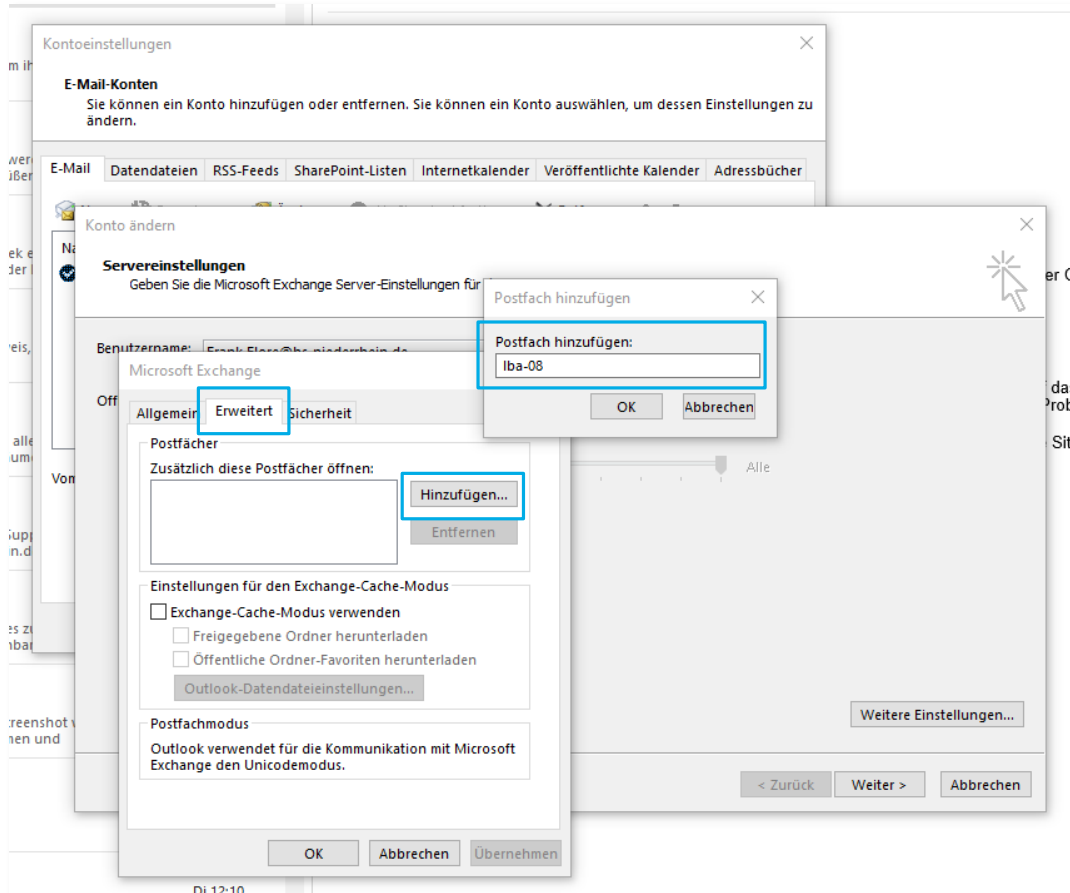 Kontoeinstellungen
E-Mail-Konten
Sie können ein Konto hinzufügen oder entfernen. Sie können ein Konto auswählen, um dessen Einstellungen zu
ändern.
E-Mail Datendateien RSS-Feeds SharePoint-Listen Internetkalender Veröffentlichte Kalender Adressbücher
Konto ändern
Servereinstellungen
Geben Sie die Microsoft Exchange Server-Einstellungen für
Postfach hinzufügen
Postfach hinzufügen:
Iba-08
OK Abbrechen
Benutzername:
Microsoft Exchange
Allgemein Erweitert Sicherheit
Postfächer
Zusätzlich diese Postfächer öffnen:
Hinzufügen...
Entfernen
Alle
Einstellungen für den Exchange-Cache-Modus
Exchange-Cache-Modus verwenden
Freigegebene Ordner herunterladen
Öffentliche Ordner-Favoriten herunterladen
Outlook-Datendateieinstellungen...
Postfachmodus
Outlook verwendet für die Kommunikation mit Microsoft
Exchange den Unicodemodus.
Weitere Einstellungen...
< Zurück Weiter > Abbrechen
OK Abbrechen Übernehmen
Di 12:10